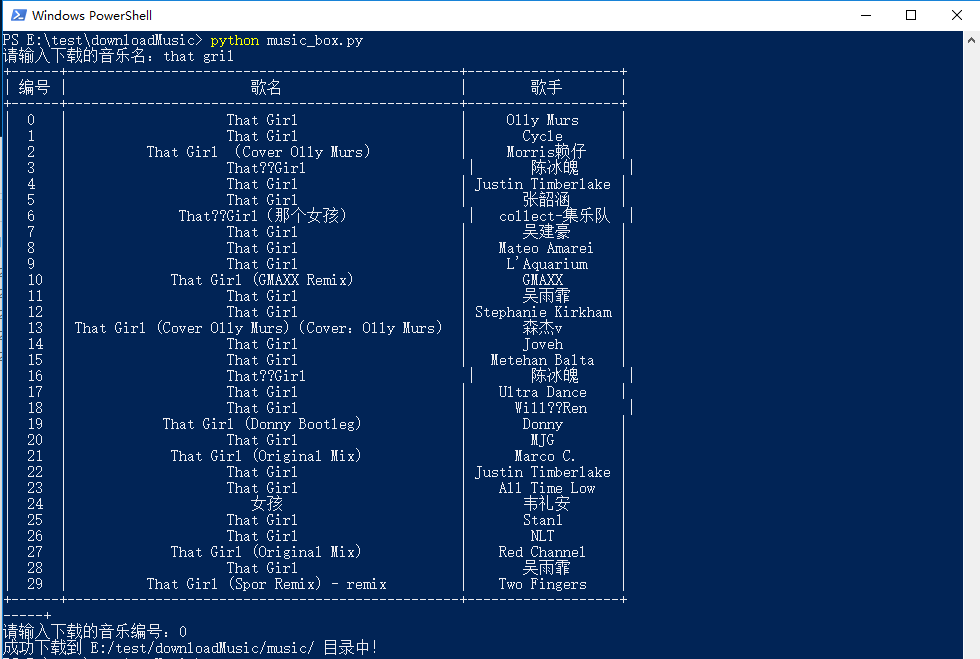 Windows PowerShell
PS E:\test\downloadMusic> python music_box.py
请输入下载的音乐名：that gril
编号 | 歌名 | 歌手
0 | That Girl | Olly Murs
1 | That Girl | Cycle
2 | That Girl （Cover Olly Murs） | Morris赖仔
3 | That??Girl | 陈冰魄
4 | That Girl | Justin Timberlake
5 | That Girl | 张韶涵
6 | That??Girl（那个女孩） | collect-集乐队
7 | That Girl | 吴建豪
8 | That Girl | Mateo Amarei
9 | That Girl | L'Aquarium
10 | That Girl (GMAXX Remix) | GMAXX
11 | That Girl | 吴雨霏
12 | That Girl | Stephanie Kirkham
13 | That Girl（Cover Olly Murs）（Cover：Olly Murs） | 森杰v
14 | That Girl | Joveh
15 | That Girl | Metehan Balta
16 | That??Girl | 陈冰魄
17 | That Girl | Ultra Dance
18 | That Girl | Will??Ren
19 | That Girl (Donny Bootleg) | Donny
20 | That Girl | MJG
21 | That Girl (Original Mix) | Marco C.
22 | That Girl | Justin Timberlake
23 | That Girl | All Time Low
24 | 女孩 | 韦礼安
25 | That Girl | Stanl
26 | That Girl | NLT
27 | That Girl (Original Mix) | Red Channel
28 | That Girl | 吴雨霏
29 | That Girl (Spor Remix) - remix | Two Fingers
-----+
请输入下载的音乐编号：0
成功下载到 E:/test/downloadMusic/music/ 目录中!